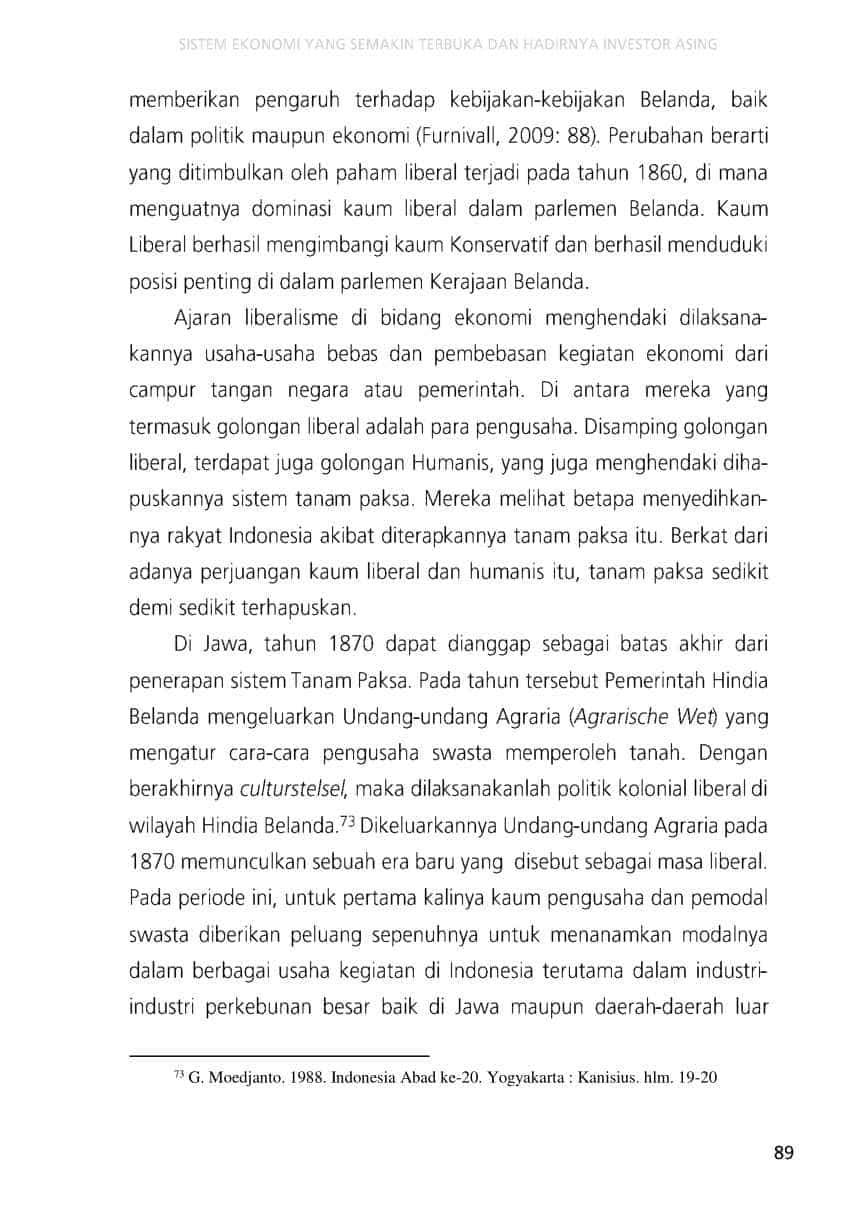 SISTEM EKONOMI YANG SEMAKIN TERBUKA DAN HADIRNYA INVESTOR ASING
memberikan pengaruh terhadap kebijakan-kebijakan Belanda, baik
dalam politik maupun ekonomi (Furnivall, 2009: 88). Perubahan berarti
yang ditimbulkan oleh paham liberal terjadi pada tahun 1860, di mana
menguatnya dominasi kaum liberal dalam parlemen Belanda. Kaum
Liberal berhasil mengimbangi kaum Konservatif dan berhasil menduduki
posisi penting di dalam parlemen Kerajaan Belanda.
Ajaran liberalisme di bidang ekonomi menghendaki dilaksana-
kannya usaha-usaha bebas dan pembebasan kegiatan ekonomi dari
campur tangan negara atau pemerintah. Di antara mereka yang
termasuk golongan liberal adalah para pengusaha. Disamping golongan
liberal, terdapat juga golongan Humanis, yang juga menghendaki diha-
puskannya sistem tanam paksa. Mereka melihat betapa menyedihkan-
nya rakyat Indonesia akibat diterapkannya tanam paksa itu. Berkat dari
adanya perjuangan kaum liberal dan humanis itu, tanam paksa sedikit
demi sedikit terhapuskan.
Di Jawa, tahun 1870 dapat dianggap sebagai batas akhir dari
penerapan sistem Tanam Paksa. Pada tahun tersebut Pemerintah Hindia
Belanda mengeluarkan Undang-undang Agraria (Agrarische Wet) yang
mengatur cara-cara pengusaha swasta memperoleh tanah. Dengan
berakhirnya culturstelsel, maka dilaksanakanlah politik kolonial liberal di
wilayah Hindia Belanda.73 Dikeluarkannya Undang-undang Agraria pada
1870 memunculkan sebuah era baru yang disebut sebagai masa liberal.
Pada periode ini, untuk pertama kalinya kaum pengusaha dan pemodal
swasta diberikan peluang sepenuhnya untuk menanamkan modalnya
dalam berbagai usaha kegiatan di Indonesia terutama dalam industri-
industri perkebunan besar baik di Jawa maupun daerah-daerah luar
73 G. Moedjanto. 1988. Indonesia Abad ke-20. Yogyakarta : Kanisius. hlm. 19-20
89